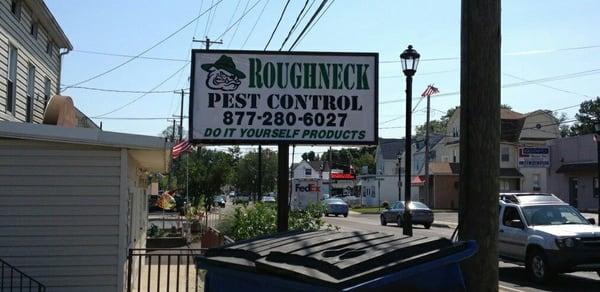 ROUGHNECK
PEST CONTROL
877-280-6027
DO IT YOURSELF PRODUCTS
FedEx